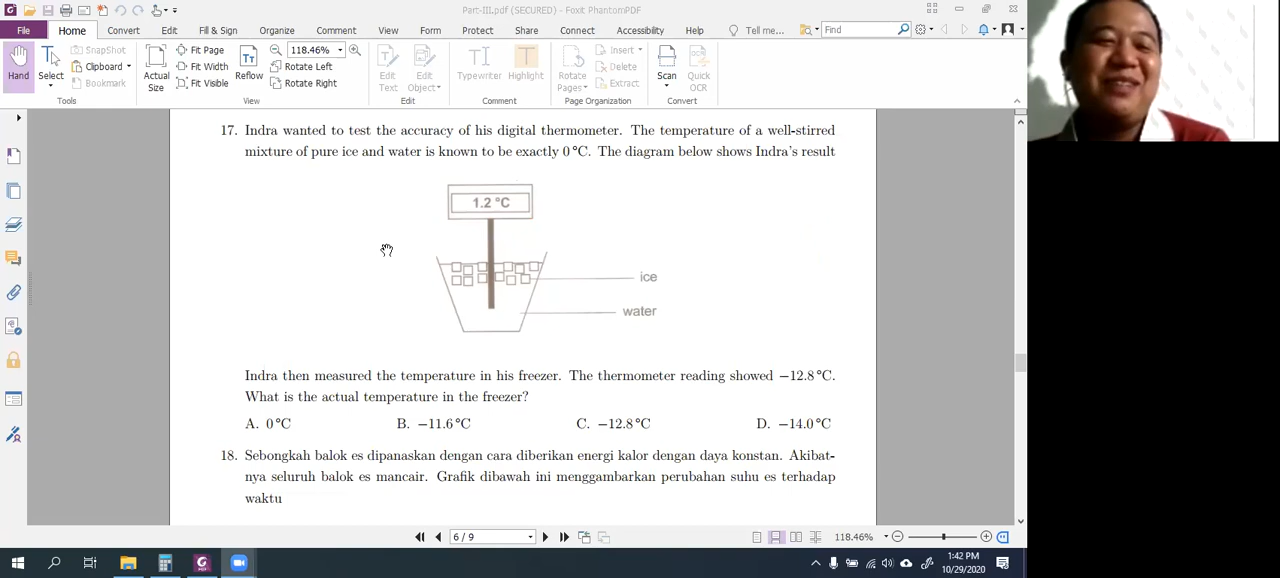 Part-III.pdf (SECURED) - Foxit PhantomPDF
File Home Convert Edit Fill & Sign Organize Comment View Form Protect Share Connect Accessibility Help Tell me... Find
Hand
Select
SnapShot
Clipboard
Bookmark
Tools
Actual Size
Fit Page
Fit Width
Fit Visible
Reflow
118.46%
Rotate Left
Rotate Right
View
Edit Text
Edit Object
Edit
Typewriter
Highlight
Comment
Rotate Pages
Insert
Delete
Extract
Page Organization
Scan
Quick OCR
Convert
17. Indra wanted to test the accuracy of his digital thermometer. The temperature of a well-stirred
mixture of pure ice and water is known to be exactly 0 °C. The diagram below shows Indra's result
1.2 °C
ice
water
Indra then measured the temperature in his freezer. The thermometer reading showed −12.8 °C.
What is the actual temperature in the freezer?
A. 0 °C B. −11.6 °C C. −12.8 °C D. −14.0 °C
18. Sebongkah balok es dipanaskan dengan cara diberikan energi kalor dengan daya konstan. Akibat-
nya seluruh balok es mancair. Grafik dibawah ini menggambarkan perubahan suhu es terhadap
waktu
6 / 9
118.46%
1:42 PM
10/29/2020